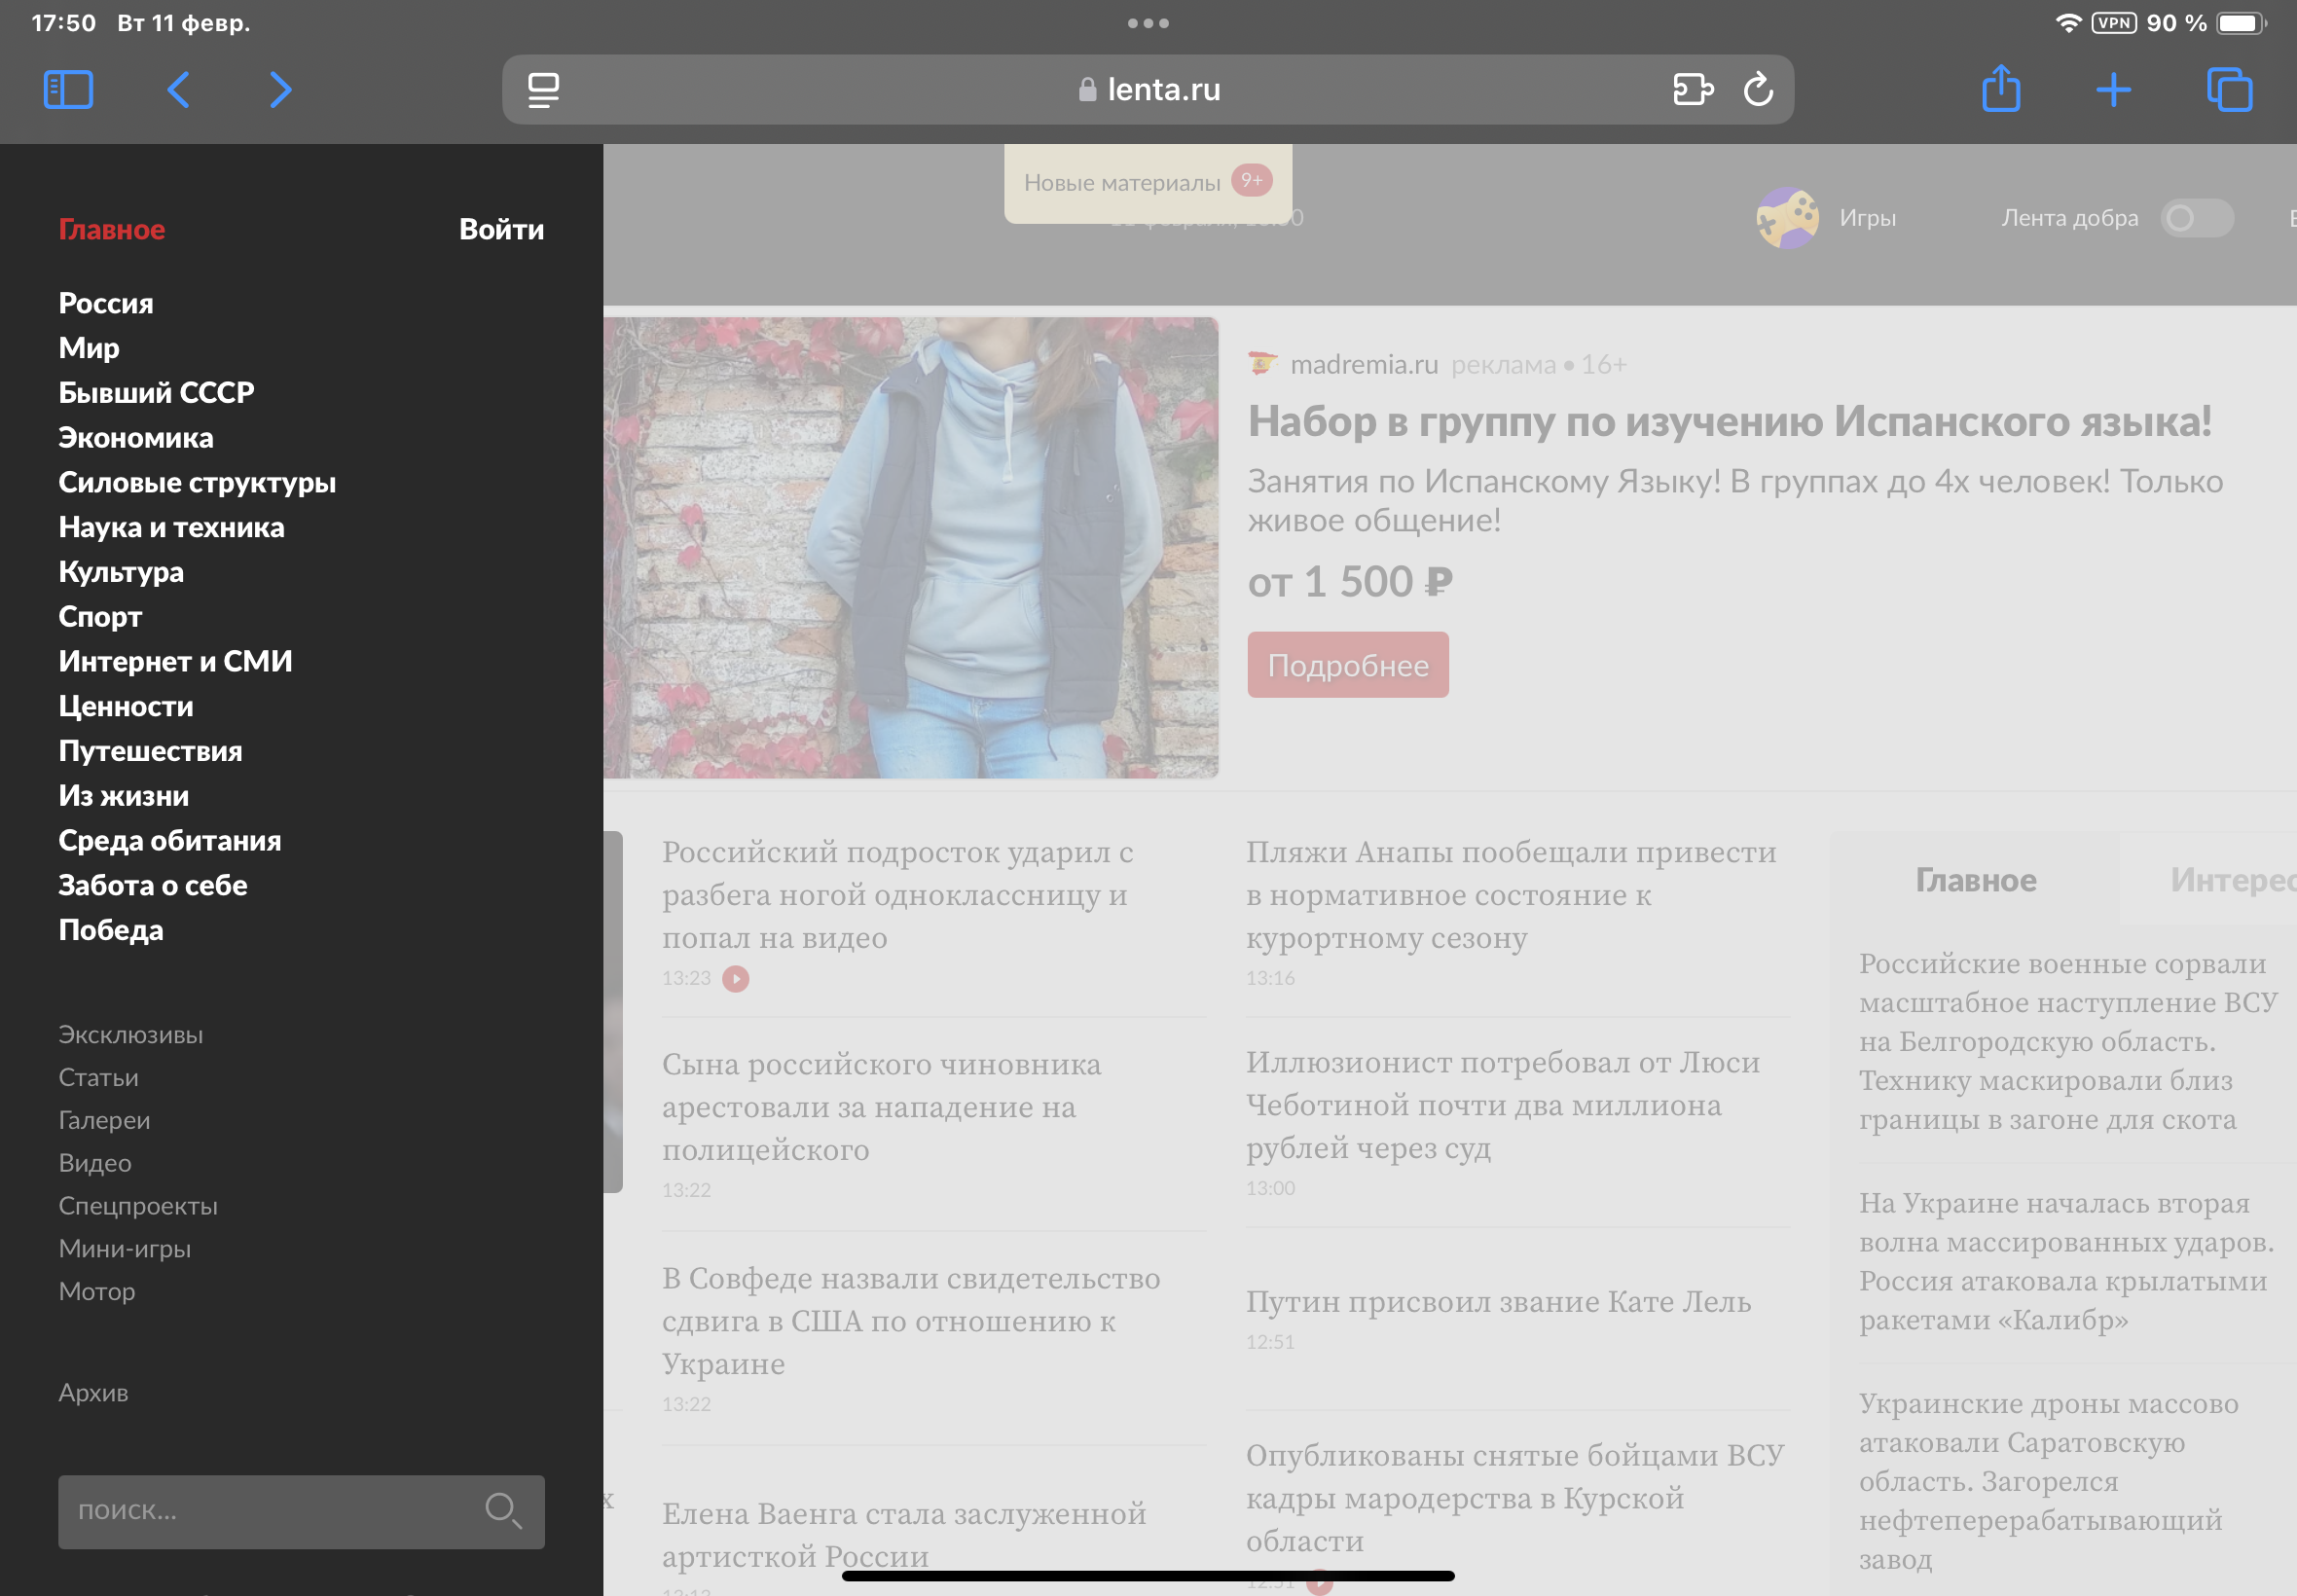 17:50 Вт 11 февр.
VPN 90 %
lenta.ru
Главное
Войти
Россия
Мир
Бывший СССР
Экономика
Силовые структуры
Наука и техника
Культура
Спорт
Интернет и СМИ
Ценности
Путешествия
Из жизни
Среда обитания
Забота о себе
Победа
Эксклюзивы
Статьи
Галереи
Видео
Спецпроекты
Мини-игры
Мотор
Архив
поиск...
Новые материалы 9+
Игры
Лента добра
madremia.ru реклама • 16+
Набор в группу по изучению Испанского языка!
Занятия по Испанскому Языку! В группах до 4х человек! Только
живое общение!
от 1 500 ₽
Подробнее
Российский подросток ударил с
разбега ногой одноклассницу и
попал на видео
13:23
Сына российского чиновника
арестовали за нападение на
полицейского
13:22
В Совфеде назвали свидетельство
сдвига в США по отношению к
Украине
13:22
Елена Ваенга стала заслуженной
артисткой России
Пляжи Анапы пообещали привести
в нормативное состояние к
курортному сезону
13:16
Иллюзионист потребовал от Люси
Чеботиной почти два миллиона
рублей через суд
13:00
Путин присвоил звание Кате Лель
12:51
Опубликованы снятые бойцами ВСУ
кадры мародерства в Курской
области
12:51
Главное
Интерес
Российские военные сорвали
масштабное наступление ВСУ
на Белгородскую область.
Технику маскировали близ
границы в загоне для скота
На Украине началась вторая
волна массированных ударов.
Россия атаковала крылатыми
ракетами «Калибр»
Украинские дроны массово
атаковали Саратовскую
область. Загорелся
нефтеперерабатывающий
завод